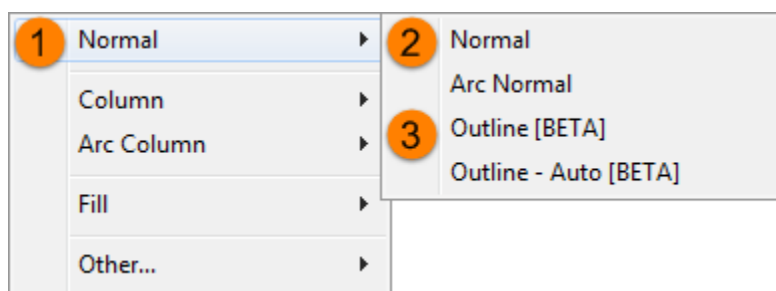 1 Normal
Column
Arc Column
Fill
Other...
2 Normal
Arc Normal
3 Outline [BETA]
Outline - Auto [BETA]